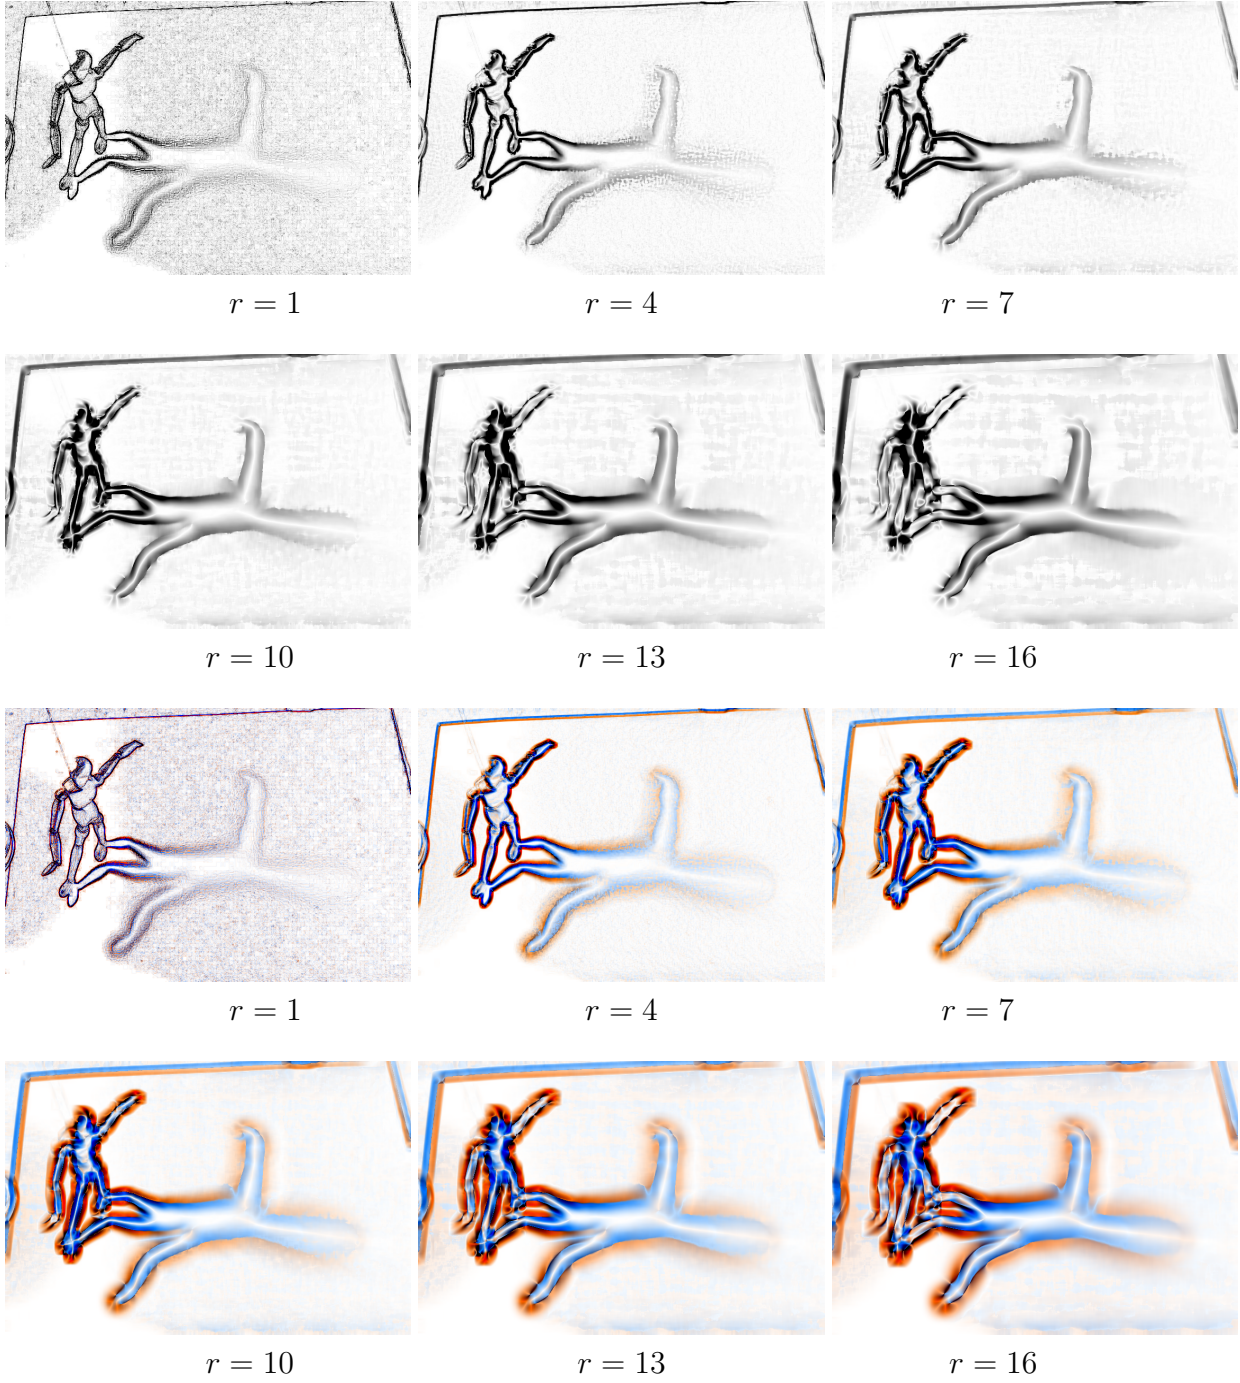 r = 1 r = 4 r = 7
r = 10 r = 13 r = 16
r = 1 r = 4 r = 7
r = 10 r = 13 r = 16